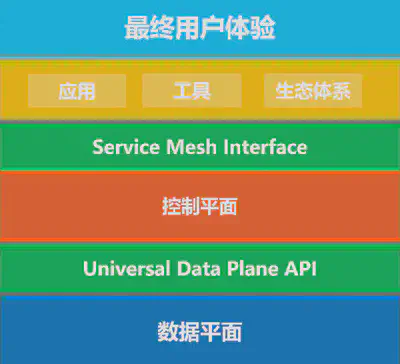 最终用户体验
应用 工具 生态体系
Service Mesh Interface
控制平面
Universal Data Plane API
数据平面